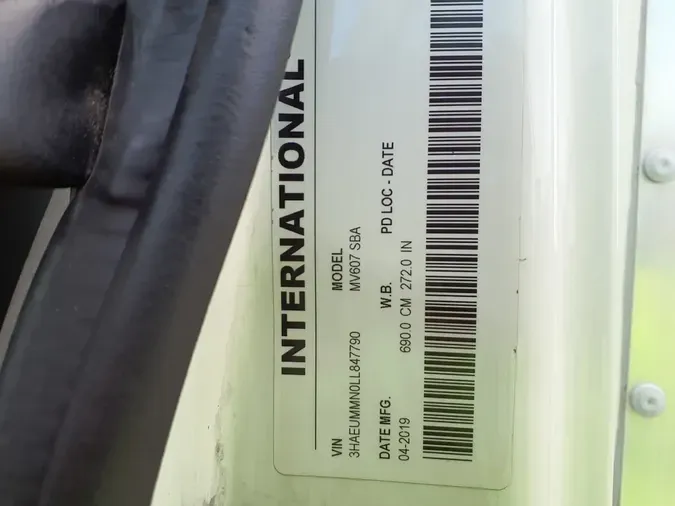 INTERNATIONAL
VIN MODEL
3HAEUMMN0LL847790 MV607 SBA
DATE MFG. W.B. PD LOC - DATE
04-2019 690.0 CM 272.0 IN